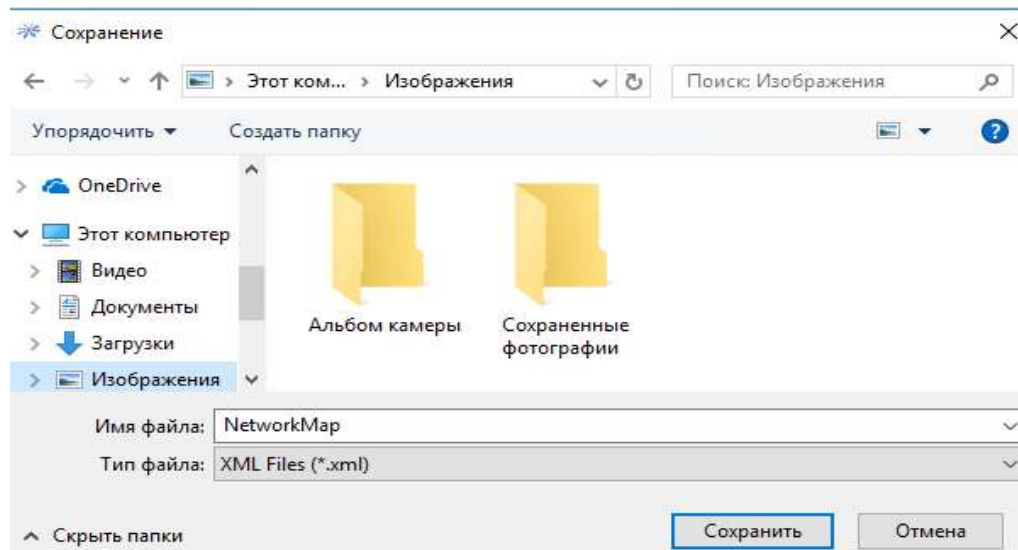 Сохранение
Этот ком... > Изображения
Поиск: Изображения
Упорядочить
Создать папку
OneDrive
Этот компьютер
Видео
Документы
Загрузки
Изображения
Альбом камеры
Сохраненные
фотографии
Имя файла: NetworkMap
Тип файла: XML Files (*.xml)
Скрыть папки
Сохранить
Отмена